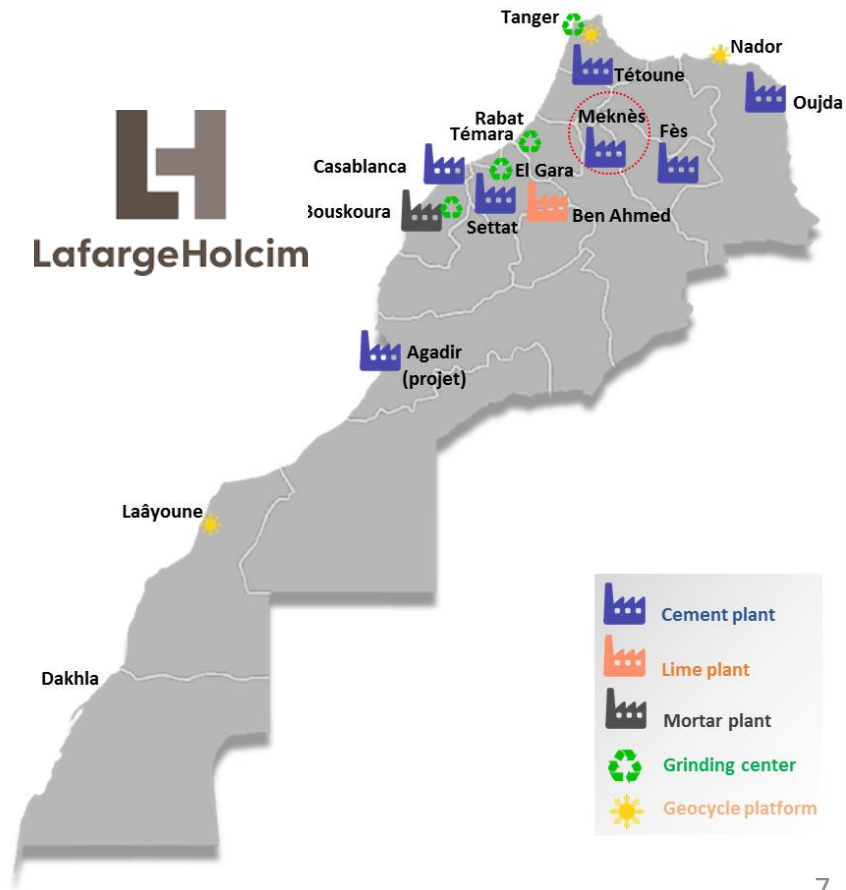 Tanger
Nador
Tétoune
Oujda
Meknès
Rabat
Témara
Fès
Casablanca
El Gara
Bouskoura
Settat
Ben Ahmed
LafargeHolcim
Agadir
(projet)
Laâyoune
Dakhla
Cement plant
Lime plant
Mortar plant
Grinding center
Geocycle platform
7